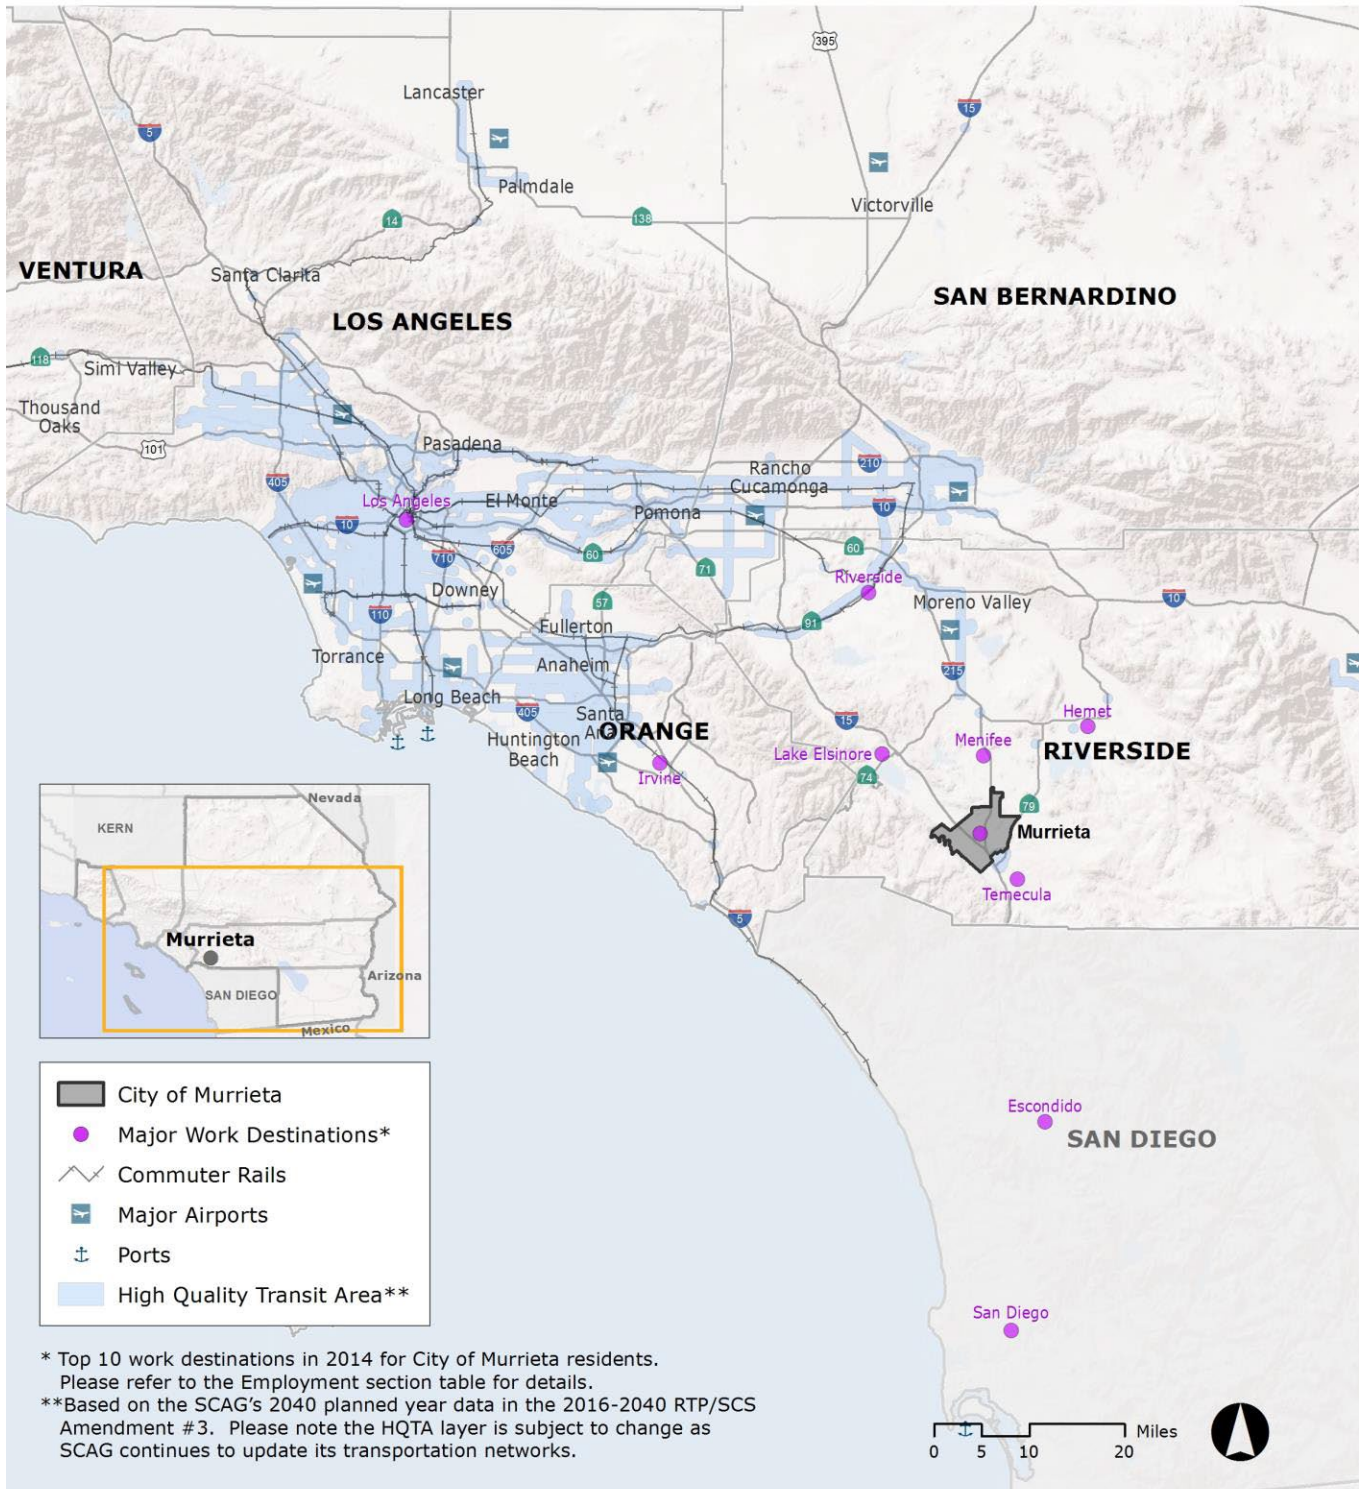 395
Lancaster
15
5
Palmdale
Victorville
14
138
VENTURA
Santa Clarita
SAN BERNARDINO
LOS ANGELES
118
Simi Valley
Thousand
Oaks
101
Pasadena
405
Rancho
Cucamonga
210
Los Angeles
El Monte
Pomona
10
10
710
605
60
60
71
Riverside
Downey
57
Moreno Valley
10
110
91
Fullerton
Torrance
Anaheim
215
Long Beach
405
Santa
Ana
ORANGE
15
Hemet
Huntington
Beach
Lake Elsinore
Menifee
RIVERSIDE
Irvine
74
79
Murrieta
Temecula
5
Nevada
KERN
Murrieta
Arizona
SAN DIEGO
Mexico
City of Murrieta
Major Work Destinations*
Commuter Rails
Major Airports
Ports
High Quality Transit Area**
Escondido
SAN DIEGO
San Diego
* Top 10 work destinations in 2014 for City of Murrieta residents.
Please refer to the Employment section table for details.
**Based on the SCAG's 2040 planned year data in the 2016-2040 RTP/SCS
Amendment #3. Please note the HQTA layer is subject to change as
SCAG continues to update its transportation networks.
Miles
0 5 10 20